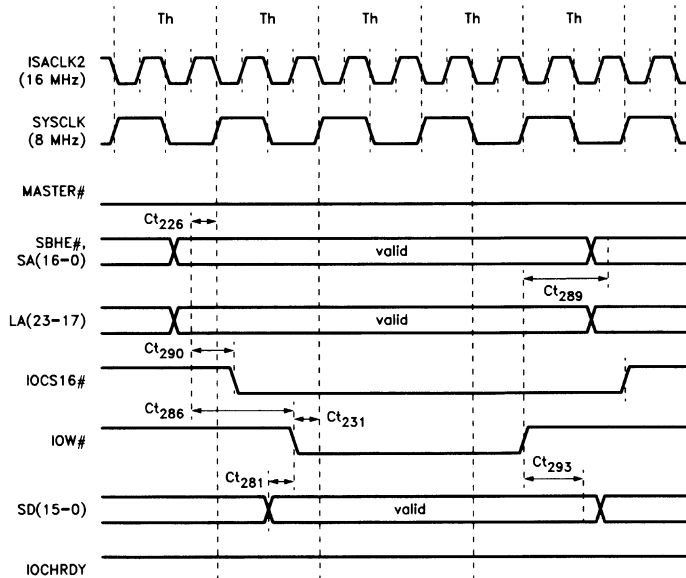 Th Th Th Th Th
ISACLK2
(16 MHz)
SYSCLK
(8 MHz)
MASTER#
Ct226
SBHE#,
SA(16-0)
valid
Ct289
LA(23-17)
valid
Ct290
IOCS16#
Ct286
Ct231
IOW#
Ct281
Ct293
SD(15-0)
valid
IOCHRDY